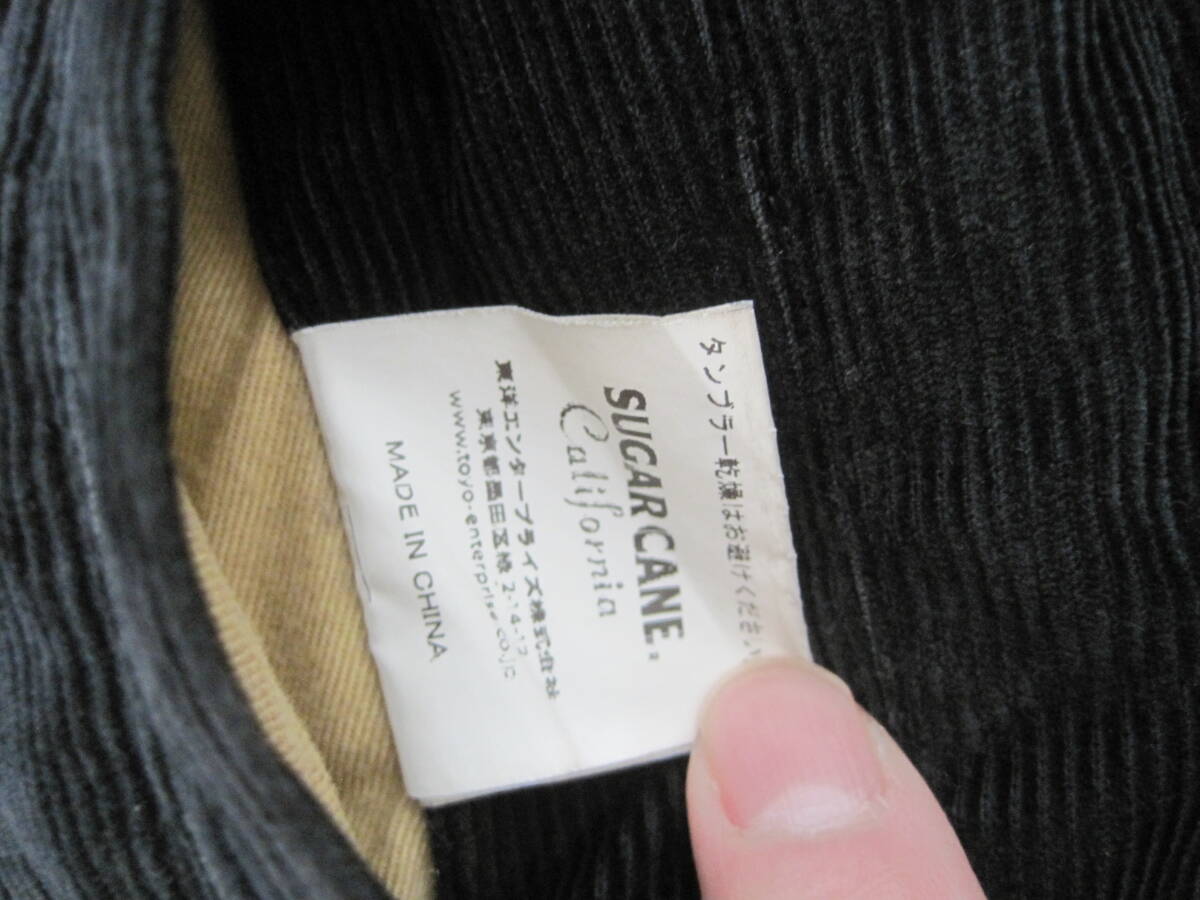 タンブラー乾燥はお避けください
SUGAR CANE.
California
東洋エンタープライズ株式会社
東京都墨田区緑 2-14-12
www.toyo-enterprise.co.jp
MADE IN CHINA